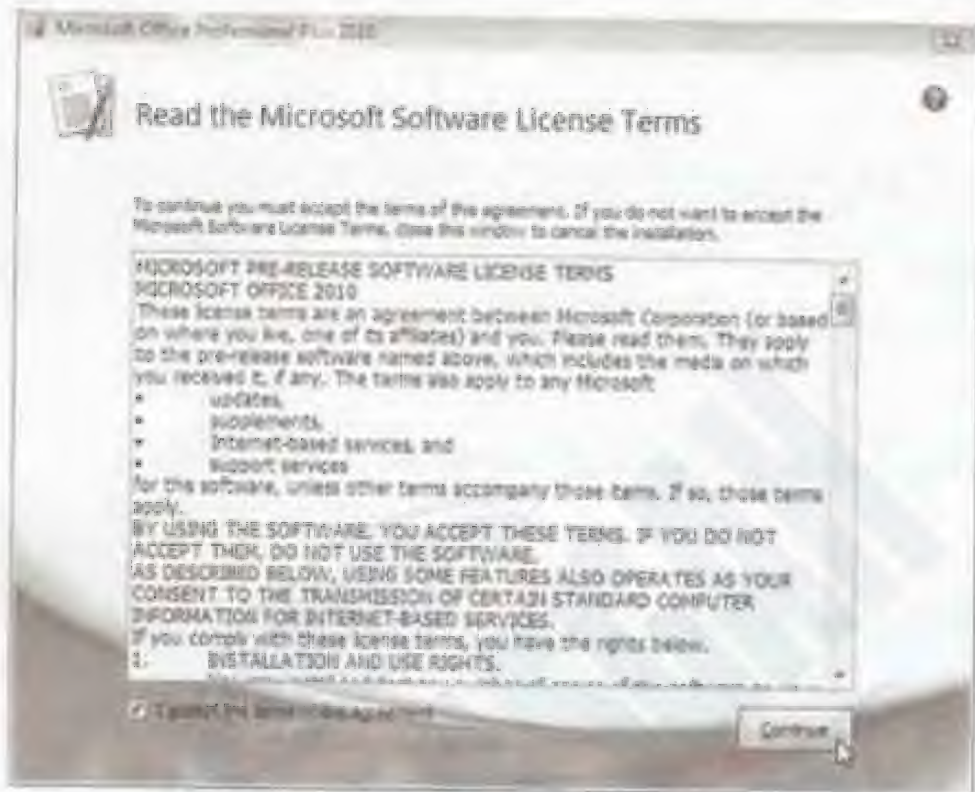 Microsoft Office Professional Plus 2010
Read the Microsoft Software License Terms
To continue you must accept the terms of this agreement. If you do not want to accept the
Microsoft Software License Terms, close this window to cancel the installation.
MICROSOFT PRE-RELEASE SOFTWARE LICENSE TERMS
MICROSOFT OFFICE 2010
These license terms are an agreement between Microsoft Corporation (or based
on where you live, one of its affiliates) and you. Please read them. They apply
to the pre-release software named above, which includes the media on which
you received it, if any. The terms also apply to any Microsoft
• updates,
• supplements,
• Internet-based services, and
• support services
for this software, unless other terms accompany those items. If so, those terms
apply.
BY USING THE SOFTWARE, YOU ACCEPT THESE TERMS. IF YOU DO NOT
ACCEPT THEM, DO NOT USE THE SOFTWARE.
AS DESCRIBED BELOW, USING SOME FEATURES ALSO OPERATES AS YOUR
CONSENT TO THE TRANSMISSION OF CERTAIN STANDARD COMPUTER
INFORMATION FOR INTERNET-BASED SERVICES.
If you comply with these license terms, you have the rights below.
1. INSTALLATION AND USE RIGHTS.
I accept the terms of this agreement
Continue